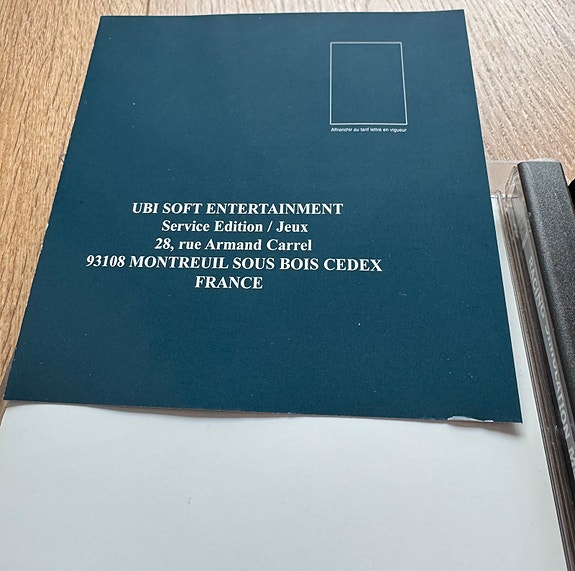 Affranchir au tarif lettre en vigueur
UBI SOFT ENTERTAINMENT
Service Edition / Jeux
28, rue Armand Carrel
93108 MONTREUIL SOUS BOIS CEDEX
FRANCE